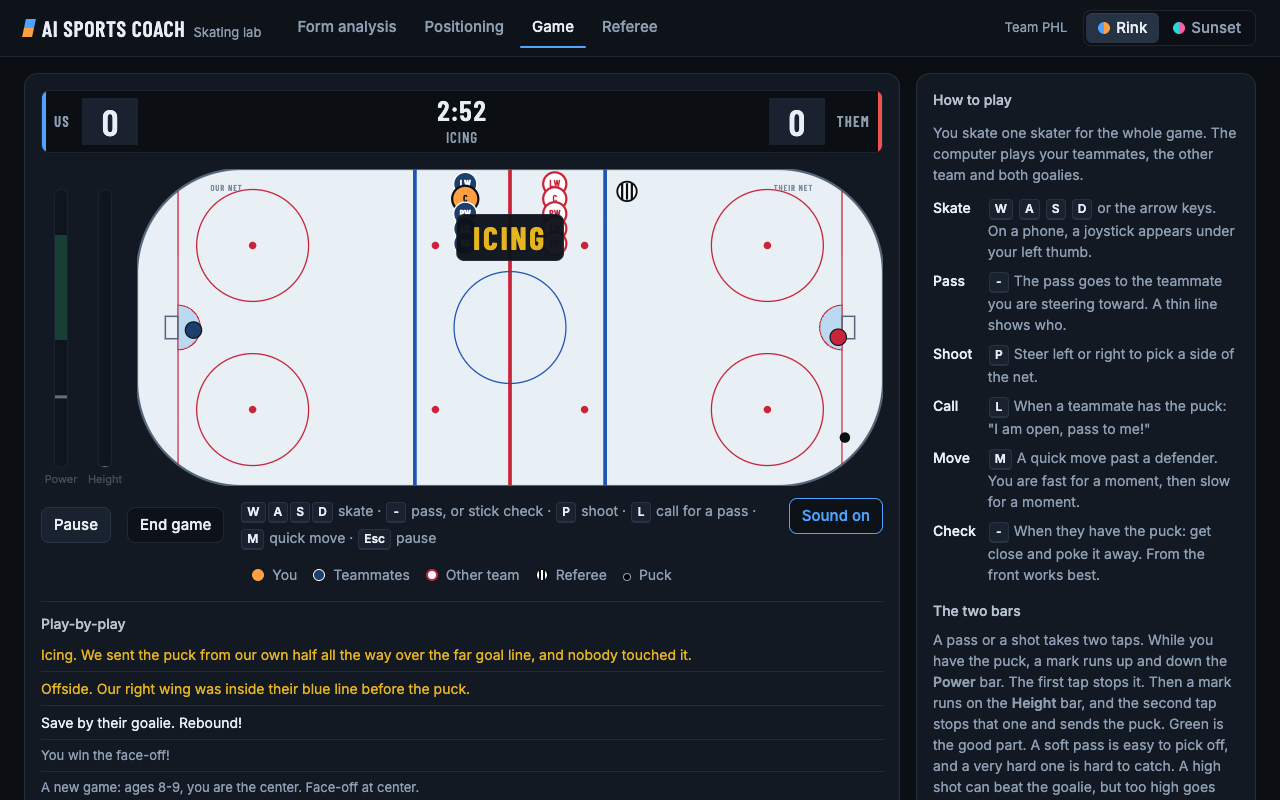 AI SPORTS COACH Skating lab
Form analysis
Positioning
Game
Referee
Team PHL
Rink
Sunset
US
0
2:52
ICING
0
THEM
OUR NET
THEIR NET
LW
C
RW
LW
C
RW
ICING
Power
Height
Pause
End game
W A S D skate · - pass, or stick check · P shoot · L call for a pass ·
M quick move · Esc pause
Sound on
You
Teammates
Other team
Referee
Puck
Play-by-play
Icing. We sent the puck from our own half all the way over the far goal line, and nobody touched it.
Offside. Our right wing was inside their blue line before the puck.
Save by their goalie. Rebound!
You win the face-off!
A new game: ages 8-9, you are the center. Face-off at center.
How to play
You skate one skater for the whole game. The
computer plays your teammates, the other
team and both goalies.
Skate W A S D or the arrow keys.
On a phone, a joystick appears under
your left thumb.
Pass - The pass goes to the teammate
you are steering toward. A thin line
shows who.
Shoot P Steer left or right to pick a side of
the net.
Call L When a teammate has the puck:
"I am open, pass to me!"
Move M A quick move past a defender.
You are fast for a moment, then slow
for a moment.
Check - When they have the puck: get
close and poke it away. From the
front works best.
The two bars
A pass or a shot takes two taps. While you
have the puck, a mark runs up and down the
Power bar. The first tap stops it. Then a mark
runs on the Height bar, and the second tap
stops that one and sends the puck. Green is
the good part. A soft pass is easy to pick off,
and a very hard one is hard to catch. A high
shot can beat the goalie, but too high goes